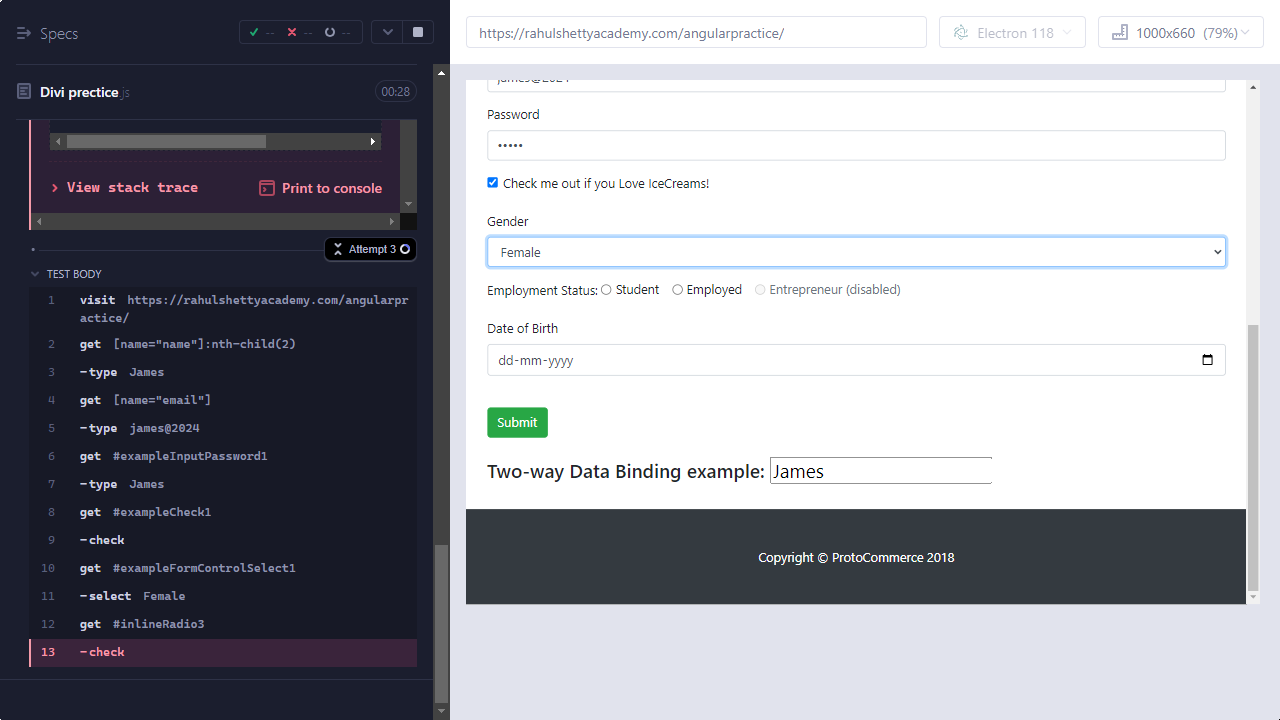 Specs
-- -- --
Divi prectice.js
00:28
View stack trace
Print to console
Attempt 3
TEST BODY
1 visit https://rahulshettyacademy.com/angularpr
actice/
2 get [name="name"]:nth-child(2)
3 -type James
4 get [name="email"]
5 -type james@2024
6 get #exampleInputPassword1
7 -type James
8 get #exampleCheck1
9 -check
10 get #exampleFormControlSelect1
11 -select Female
12 get #inlineRadio3
13 -check
https://rahulshettyacademy.com/angularpractice/
Electron 118
1000x660 (79%)
james@2024
Password
•••••
Check me out if you Love IceCreams!
Gender
Female
Employment Status: Student Employed Entrepreneur (disabled)
Date of Birth
dd-mm-yyyy
Submit
Two-way Data Binding example: James
Copyright © ProtoCommerce 2018